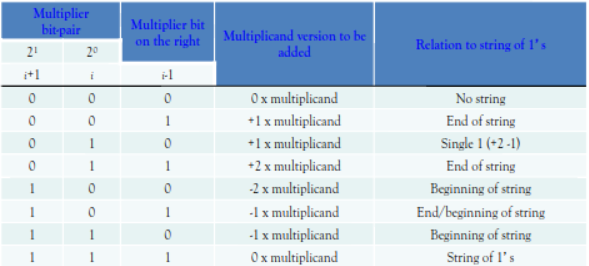 Multiplier bit-pair Multiplier bit on the right Multiplicand version to be added Relation to string of 1's
2¹ 2⁰
i+1 i i-1
0 0 0 0 x multiplicand No string
0 0 1 +1 x multiplicand End of string
0 1 0 +1 x multiplicand Single 1 (+2 -1)
0 1 1 +2 x multiplicand End of string
1 0 0 -2 x multiplicand Beginning of string
1 0 1 -1 x multiplicand End/beginning of string
1 1 0 -1 x multiplicand Beginning of string
1 1 1 0 x multiplicand String of 1's